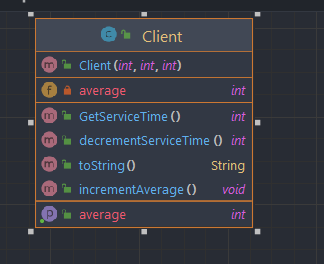 C Client
m Client(int, int, int)
f average int
m GetServiceTime() int
m decrementServiceTime() int
m toString() String
m incrementAverage() void
p average int